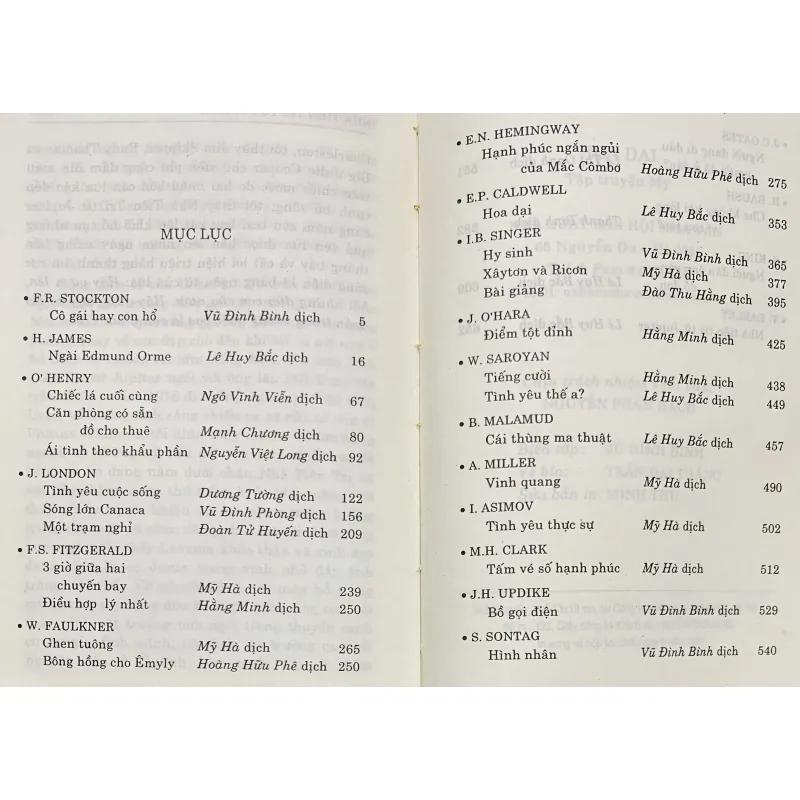 MỤC LỤC
• F.R. STOCKTON
Cô gái hay con hổ Vũ Đình Bình dịch 5
• H. JAMES
Ngài Edmund Orme Lê Huy Bắc dịch 16
• O' HENRY
Chiếc lá cuối cùng Ngô Vĩnh Viễn dịch 67
Căn phòng có sẵn
đồ cho thuê Mạnh Chương dịch 80
Ái tình theo khẩu phần Nguyễn Việt Long dịch 92
• J. LONDON
Tình yêu cuộc sống Dương Tường dịch 122
Sóng lớn Canaca Vũ Đình Phòng dịch 156
Một trạm nghỉ Đoàn Tử Huyến dịch 209
• F.S. FITZGERALD
3 giờ giữa hai
chuyến bay Mỹ Hà dịch 239
Điều hợp lý nhất Hằng Minh dịch 250
• W. FAULKNER
Ghen tuông Mỹ Hà dịch 265
Bông hồng cho Êmyly Hoàng Hữu Phê dịch 250
• E.N. HEMINGWAY
Hạnh phúc ngắn ngủi
của Mắc Cômbơ Hoàng Hữu Phê dịch 275
• E.P. CALDWELL
Hoa dại Lê Huy Bắc dịch 353
• I.B. SINGER
Hy sinh Vũ Đình Bình dịch 365
Xâytơn và Ricơn Mỹ Hà dịch 377
Bài giảng Đào Thu Hằng dịch 395
• J. O'HARA
Điểm tột đỉnh Hằng Minh dịch 425
• W. SAROYAN
Tiếng cười Hằng Minh dịch 438
Tình yêu thế a? Lê Huy Bắc dịch 449
• B. MALAMUD
Cái thùng ma thuật Lê Huy Bắc dịch 457
• A. MILLER
Vinh quang Mỹ Hà dịch 490
• I. ASIMOV
Tình yêu thực sự Mỹ Hà dịch 502
• M.H. CLARK
Tấm vé số hạnh phúc Mỹ Hà dịch 512
• J.H. UPDIKE
Bồ gọi điện Vũ Đình Bình dịch 529
• S. SONTAG
Hình nhân Vũ Đình Bình dịch 540